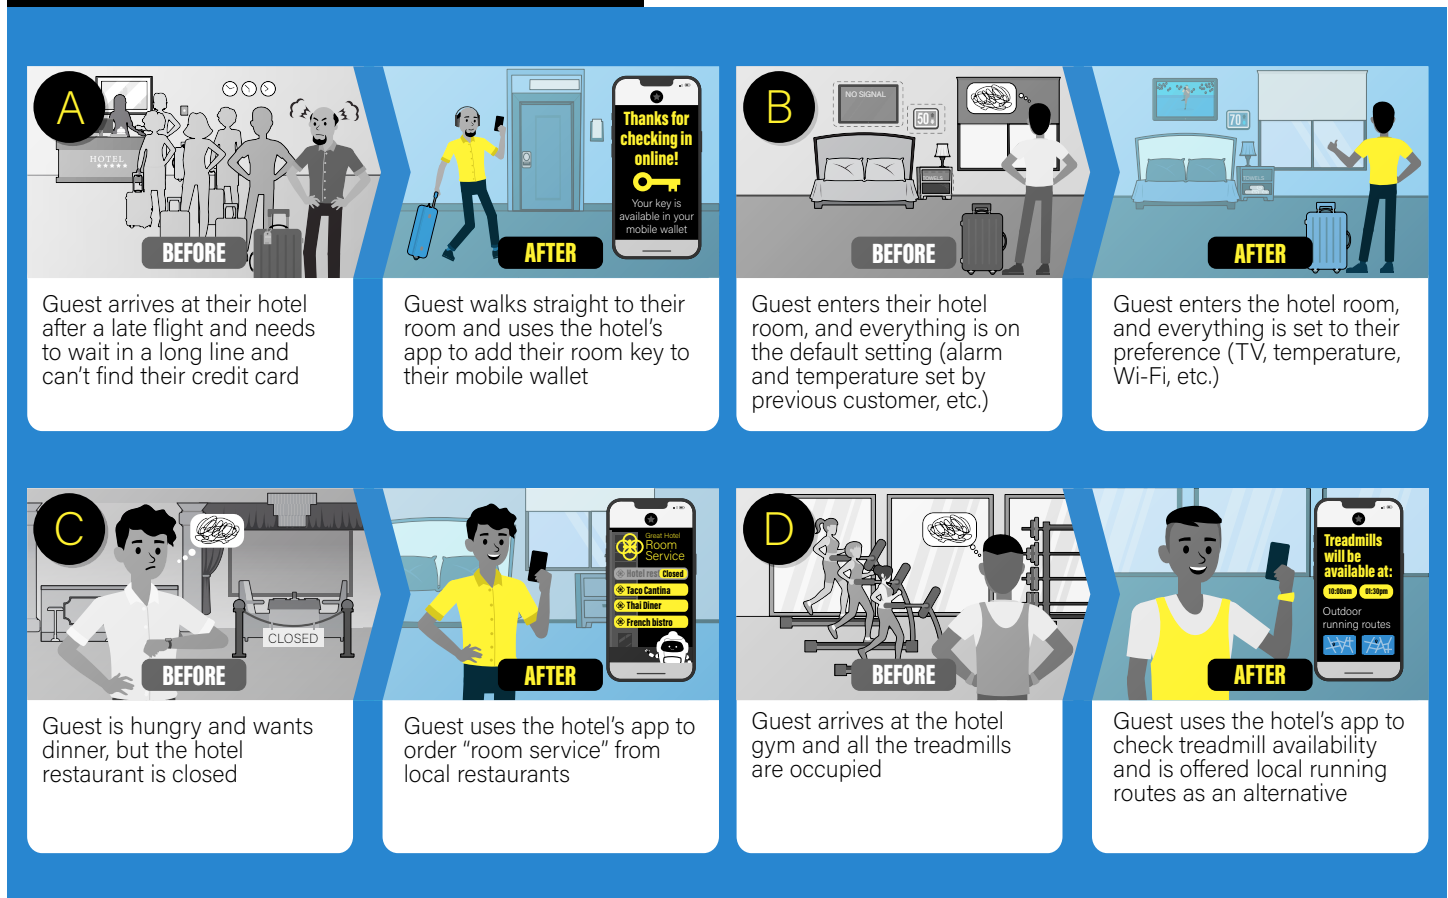 A
HOTEL
★★★★★
BEFORE
Guest arrives at their hotel
after a late flight and needs
to wait in a long line and
can't find their credit card
Thanks for
checking in
online!
Your key is
available in your
mobile wallet
AFTER
Guest walks straight to their
room and uses the hotel's
app to add their room key to
their mobile wallet
B
NO SIGNAL
50
TOWELS
BEFORE
Guest enters their hotel
room, and everything is on
the default setting (alarm
and temperature set by
previous customer, etc.)
70
TOWELS
AFTER
Guest enters the hotel room,
and everything is set to their
preference (TV, temperature,
Wi-Fi, etc.)
C
CLOSED
BEFORE
Guest is hungry and wants
dinner, but the hotel
restaurant is closed
Great Hotel
Room
Service
Hotel rest Closed
Taco Cantina
Thai Diner
French bistro
AFTER
Guest uses the hotel's app to
order “room service” from
local restaurants
D
BEFORE
Guest arrives at the hotel
gym and all the treadmills
are occupied
Treadmills
will be
available at:
10:00am 01:30pm
Outdoor
running routes
AFTER
Guest uses the hotel's app to
check treadmill availability
and is offered local running
routes as an alternative